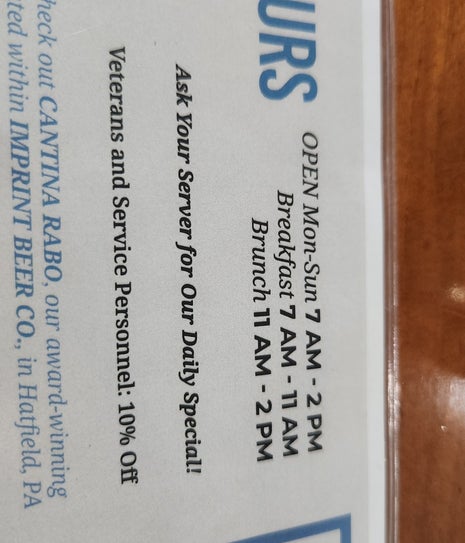 URS
OPEN Mon-Sun 7 AM - 2 PM
Breakfast 7 AM - 11 AM
Brunch 11 AM - 2 PM
Ask Your Server for Our Daily Special!
Veterans and Service Personnel: 10% Off
heck out CANTINA RABO, our award-winning
ted within IMPRINT BEER CO., in Hatfield, PA